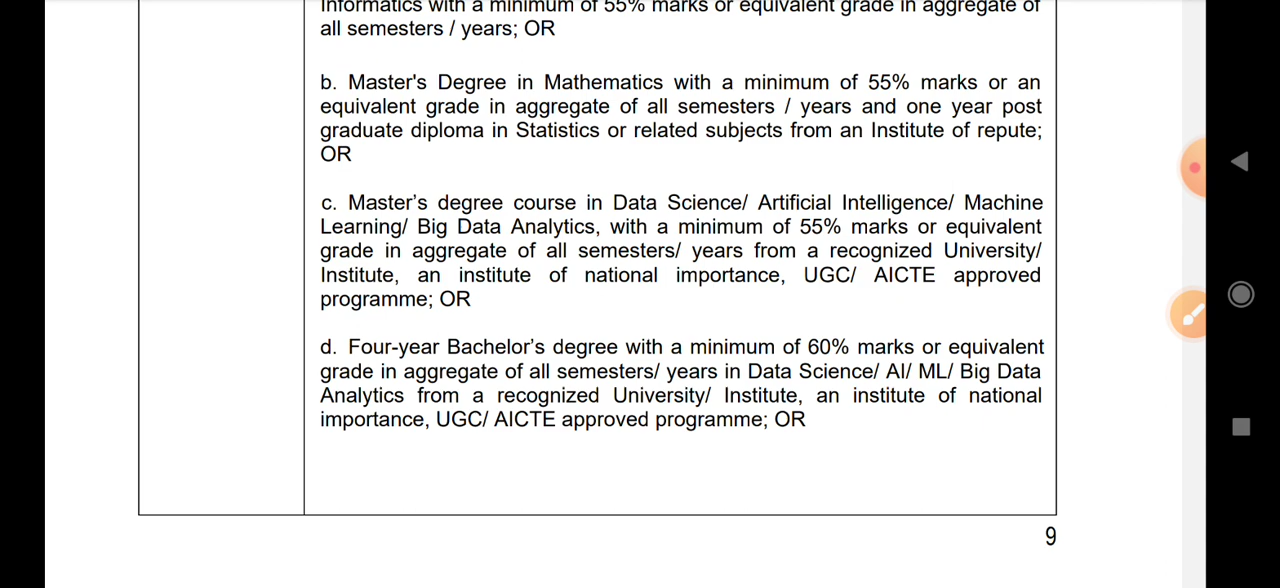 Informatics with a minimum of 55% marks or equivalent grade in aggregate of
all semesters / years; OR
b. Master's Degree in Mathematics with a minimum of 55% marks or an
equivalent grade in aggregate of all semesters / years and one year post
graduate diploma in Statistics or related subjects from an Institute of repute;
OR
c. Master’s degree course in Data Science/ Artificial Intelligence/ Machine
Learning/ Big Data Analytics, with a minimum of 55% marks or equivalent
grade in aggregate of all semesters/ years from a recognized University/
Institute, an institute of national importance, UGC/ AICTE approved
programme; OR
d. Four-year Bachelor’s degree with a minimum of 60% marks or equivalent
grade in aggregate of all semesters/ years in Data Science/ AI/ ML/ Big Data
Analytics from a recognized University/ Institute, an institute of national
importance, UGC/ AICTE approved programme; OR
9